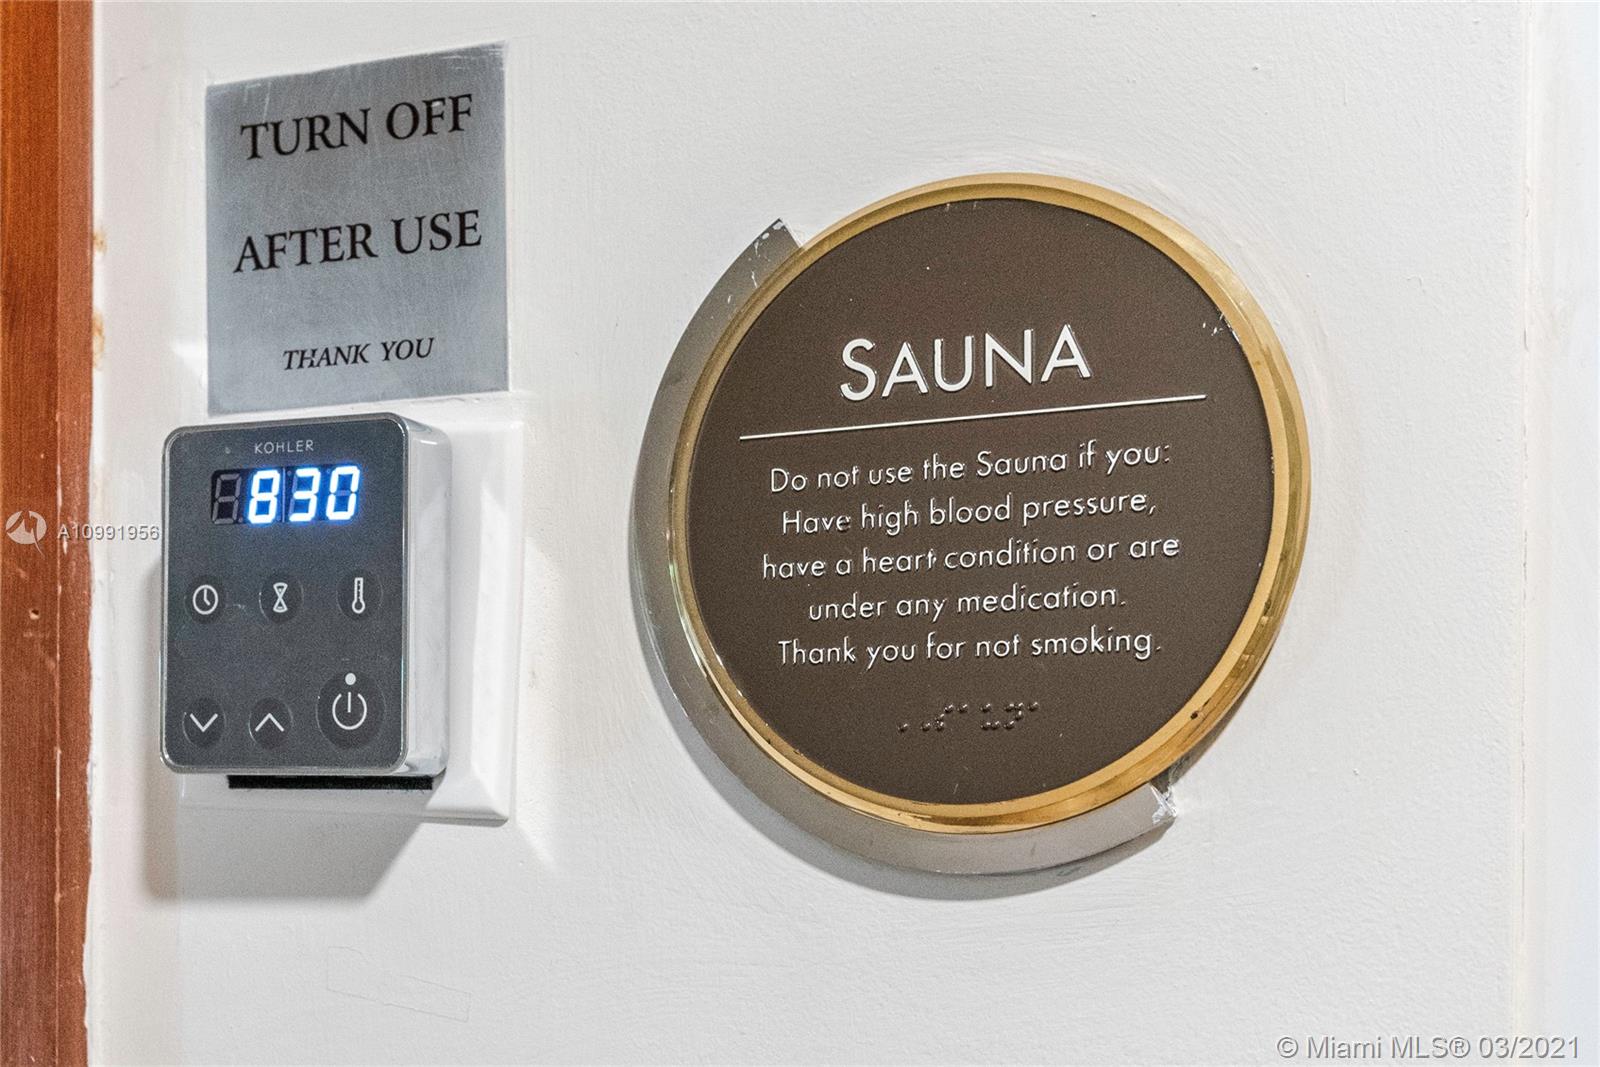 TURN OFF
AFTER USE
THANK YOU
KOHLER
830
A10991956
SAUNA
Do not use the Sauna if you:
Have high blood pressure,
have a heart condition or are
under any medication.
Thank you for not smoking.
© Miami MLS® 03/2021